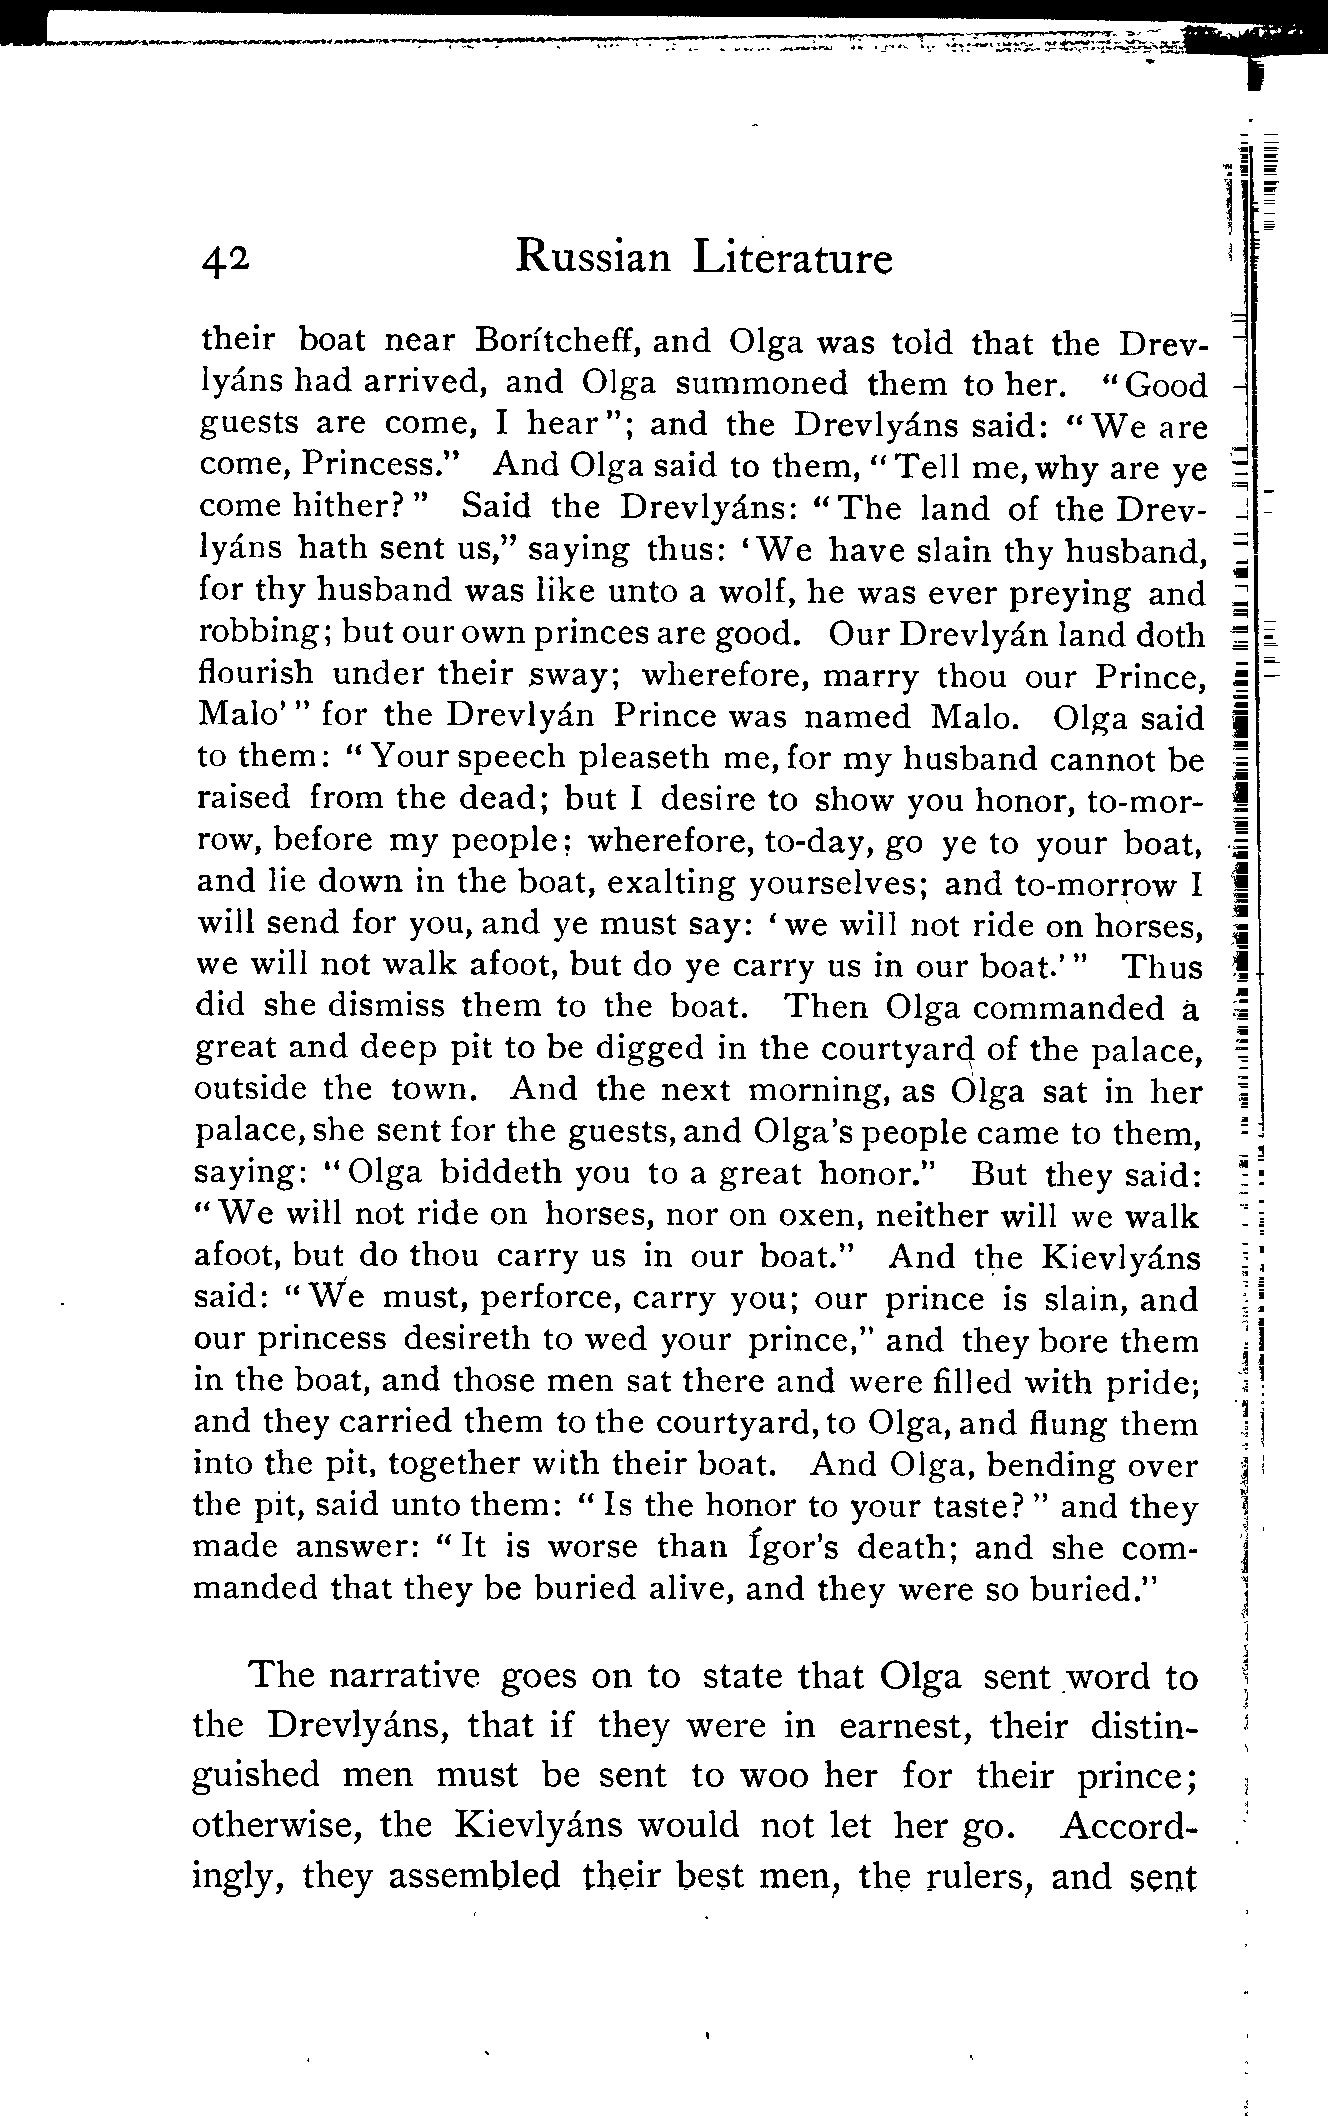 42 Russian Literature
their boat near Borítcheff, and Olga was told that the Drev-
lyáns had arrived, and Olga summoned them to her. "Good
guests are come, I hear"; and the Drevlyáns said: "We are
come, Princess." And Olga said to them, "Tell me, why are ye
come hither?" Said the Drevlyáns: "The land of the Drev-
lyáns hath sent us," saying thus: 'We have slain thy husband,
for thy husband was like unto a wolf, he was ever preying and
robbing; but our own princes are good. Our Drevlyán land doth
flourish under their sway; wherefore, marry thou our Prince,
Malo'" for the Drevlyán Prince was named Malo. Olga said
to them: "Your speech pleaseth me, for my husband cannot be
raised from the dead; but I desire to show you honor, to-mor-
row, before my people; wherefore, to-day, go ye to your boat,
and lie down in the boat, exalting yourselves; and to-morrow I
will send for you, and ye must say: 'we will not ride on horses,
we will not walk afoot, but do ye carry us in our boat.'" Thus
did she dismiss them to the boat. Then Olga commanded a
great and deep pit to be digged in the courtyard of the palace,
outside the town. And the next morning, as Olga sat in her
palace, she sent for the guests, and Olga's people came to them,
saying: "Olga biddeth you to a great honor." But they said:
"We will not ride on horses, nor on oxen, neither will we walk
afoot, but do thou carry us in our boat." And the Kievlyáns
said: "We must, perforce, carry you; our prince is slain, and
our princess desireth to wed your prince," and they bore them
in the boat, and those men sat there and were filled with pride;
and they carried them to the courtyard, to Olga, and flung them
into the pit, together with their boat. And Olga, bending over
the pit, said unto them: "Is the honor to your taste?" and they
made answer: "It is worse than Ígor's death; and she com-
manded that they be buried alive, and they were so buried."
The narrative goes on to state that Olga sent word to
the Drevlyáns, that if they were in earnest, their distin-
guished men must be sent to woo her for their prince;
otherwise, the Kievlyáns would not let her go. Accord-
ingly, they assembled their best men, the rulers, and sent